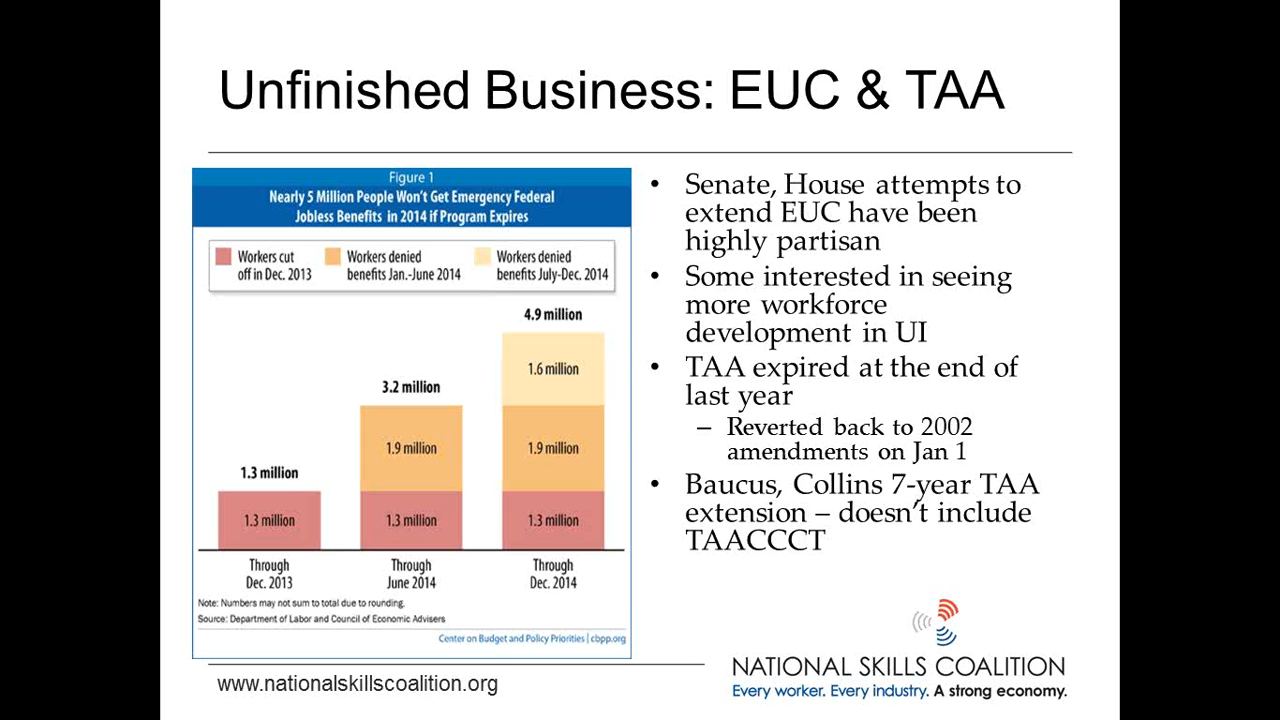 Unfinished Business: EUC & TAA
Figure 1
Nearly 5 Million People Won't Get Emergency Federal
Jobless Benefits in 2014 if Program Expires
Workers cut
off in Dec. 2013
Workers denied
benefits Jan.-June 2014
Workers denied
benefits July-Dec. 2014
1.3 million
1.3 million
3.2 million
1.9 million
1.3 million
4.9 million
1.6 million
1.9 million
1.3 million
Through
Dec. 2013
Through
June 2014
Through
Dec. 2014
Note: Numbers may not sum to total due to rounding.
Source: Department of Labor and Council of Economic Advisers
Center on Budget and Policy Priorities | cbpp.org
• Senate, House attempts to
extend EUC have been
highly partisan
• Some interested in seeing
more workforce
development in UI
• TAA expired at the end of
last year
– Reverted back to 2002
amendments on Jan 1
• Baucus, Collins 7-year TAA
extension – doesn't include
TAACCCT
www.nationalskillscoalition.org
NATIONAL SKILLS COALITION
Every worker. Every industry. A strong economy.